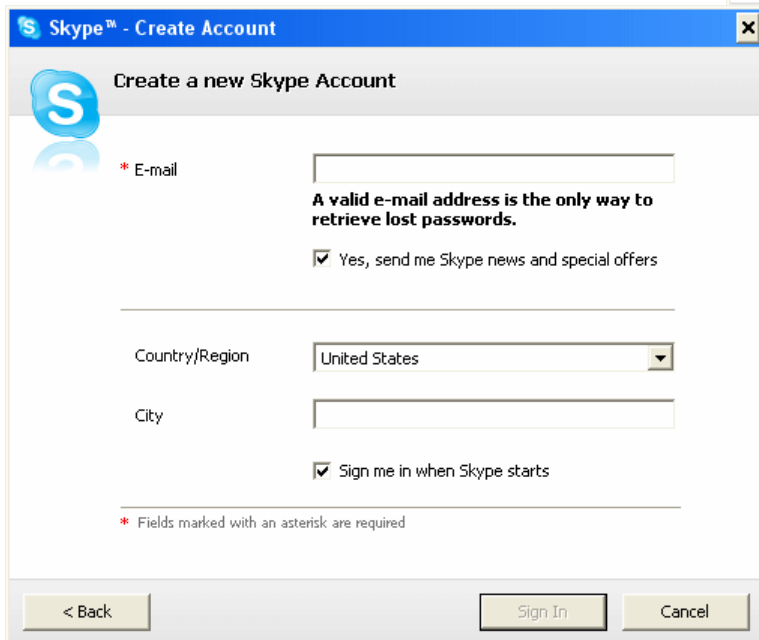 Skype™ - Create Account
Create a new Skype Account
* E-mail
A valid e-mail address is the only way to
retrieve lost passwords.
Yes, send me Skype news and special offers
Country/Region
United States
City
Sign me in when Skype starts
* Fields marked with an asterisk are required
< Back
Sign In
Cancel